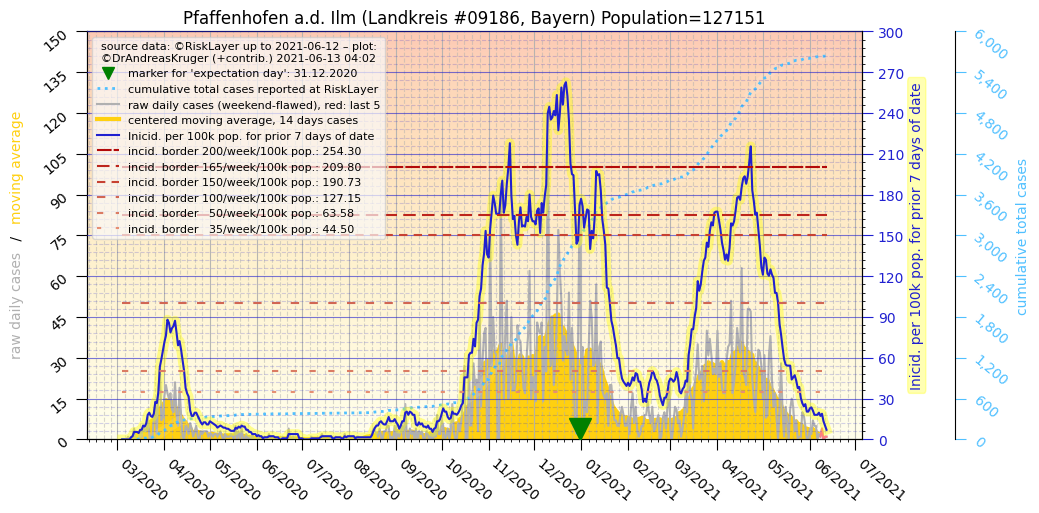 Pfaffenhofen a.d. Ilm (Landkreis #09186, Bayern) Population=127151
source data: ©RiskLayer up to 2021-06-12 – plot:
©DrAndreasKruger (+contrib.) 2021-06-13 04:02
marker for 'expectation day': 31.12.2020
cumulative total cases reported at RiskLayer
raw daily cases (weekend-flawed), red: last 5
centered moving average, 14 days cases
Inicid. per 100k pop. for prior 7 days of date
incid. border 200/week/100k pop.: 254.30
incid. border 165/week/100k pop.: 209.80
incid. border 150/week/100k pop.: 190.73
incid. border 100/week/100k pop.: 127.15
incid. border   50/week/100k pop.: 63.58
incid. border   35/week/100k pop.: 44.50
raw daily cases   /   moving average
150
135
120
105
90
75
60
45
30
15
0
300
270
240
210
180
150
120
90
60
30
0
Inicid. per 100k pop. for prior 7 days of date
6,000
5,400
4,800
4,200
3,600
3,000
2,400
1,800
1,200
600
0
cumulative total cases
03/2020
04/2020
05/2020
06/2020
07/2020
08/2020
09/2020
10/2020
11/2020
12/2020
01/2021
02/2021
03/2021
04/2021
05/2021
06/2021
07/2021